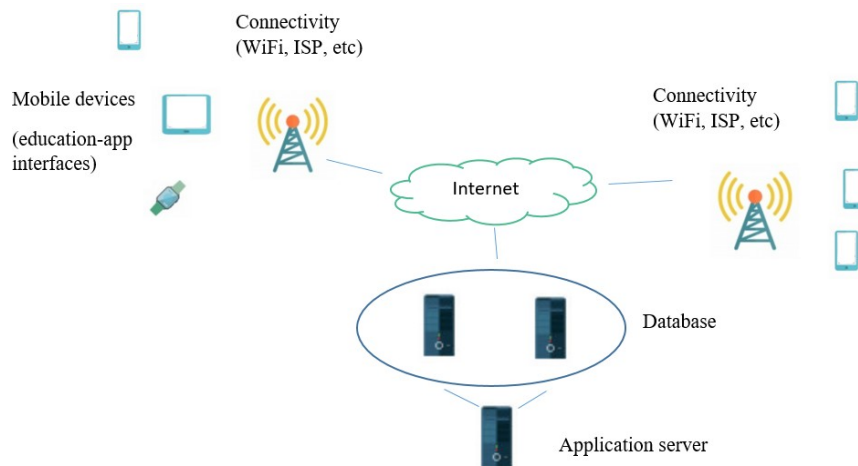 Connectivity
(WiFi, ISP, etc)
Mobile devices
(education-app
interfaces)
Connectivity
(WiFi, ISP, etc)
Internet
Database
Application server